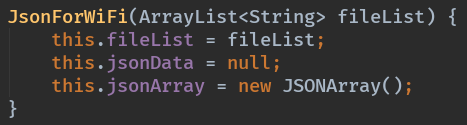 JsonForWiFi(ArrayList<String> fileList) {
    this.fileList = fileList;
    this.jsonData = null;
    this.jsonArray = new JSONArray();
}